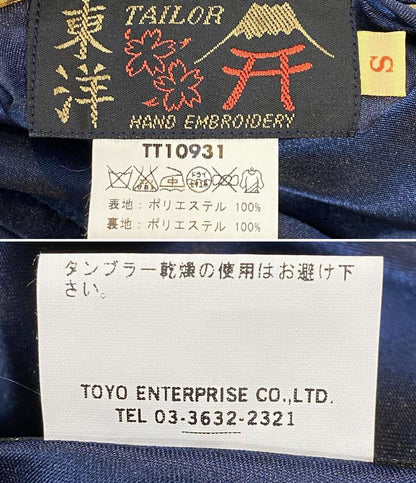 東洋
TAILOR
HAND EMBROIDERY
S
TT10931
表地：ポリエステル 100%
裏地：ポリエステル 100%
タンブラー乾燥の使用はお避け下
さい。
TOYO ENTERPRISE CO.,LTD.
TEL 03-3632-2321